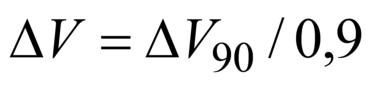 ΔV = ΔV₉₀ / 0,9